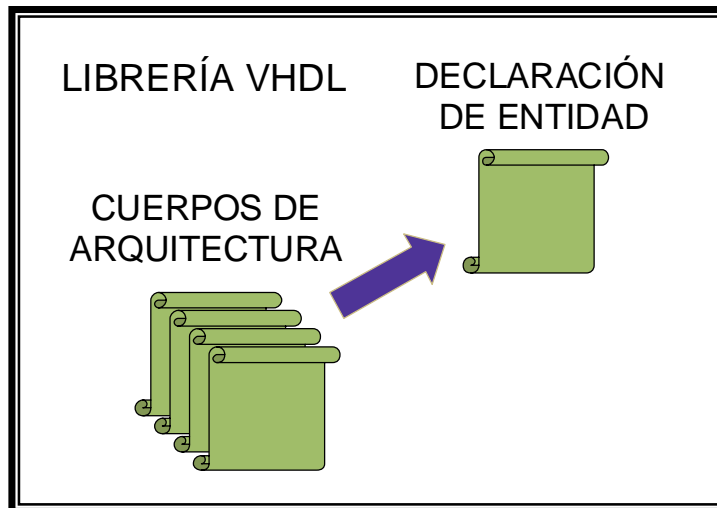 LIBRERÍA VHDL
DECLARACIÓN
DE ENTIDAD
CUERPOS DE
ARQUITECTURA